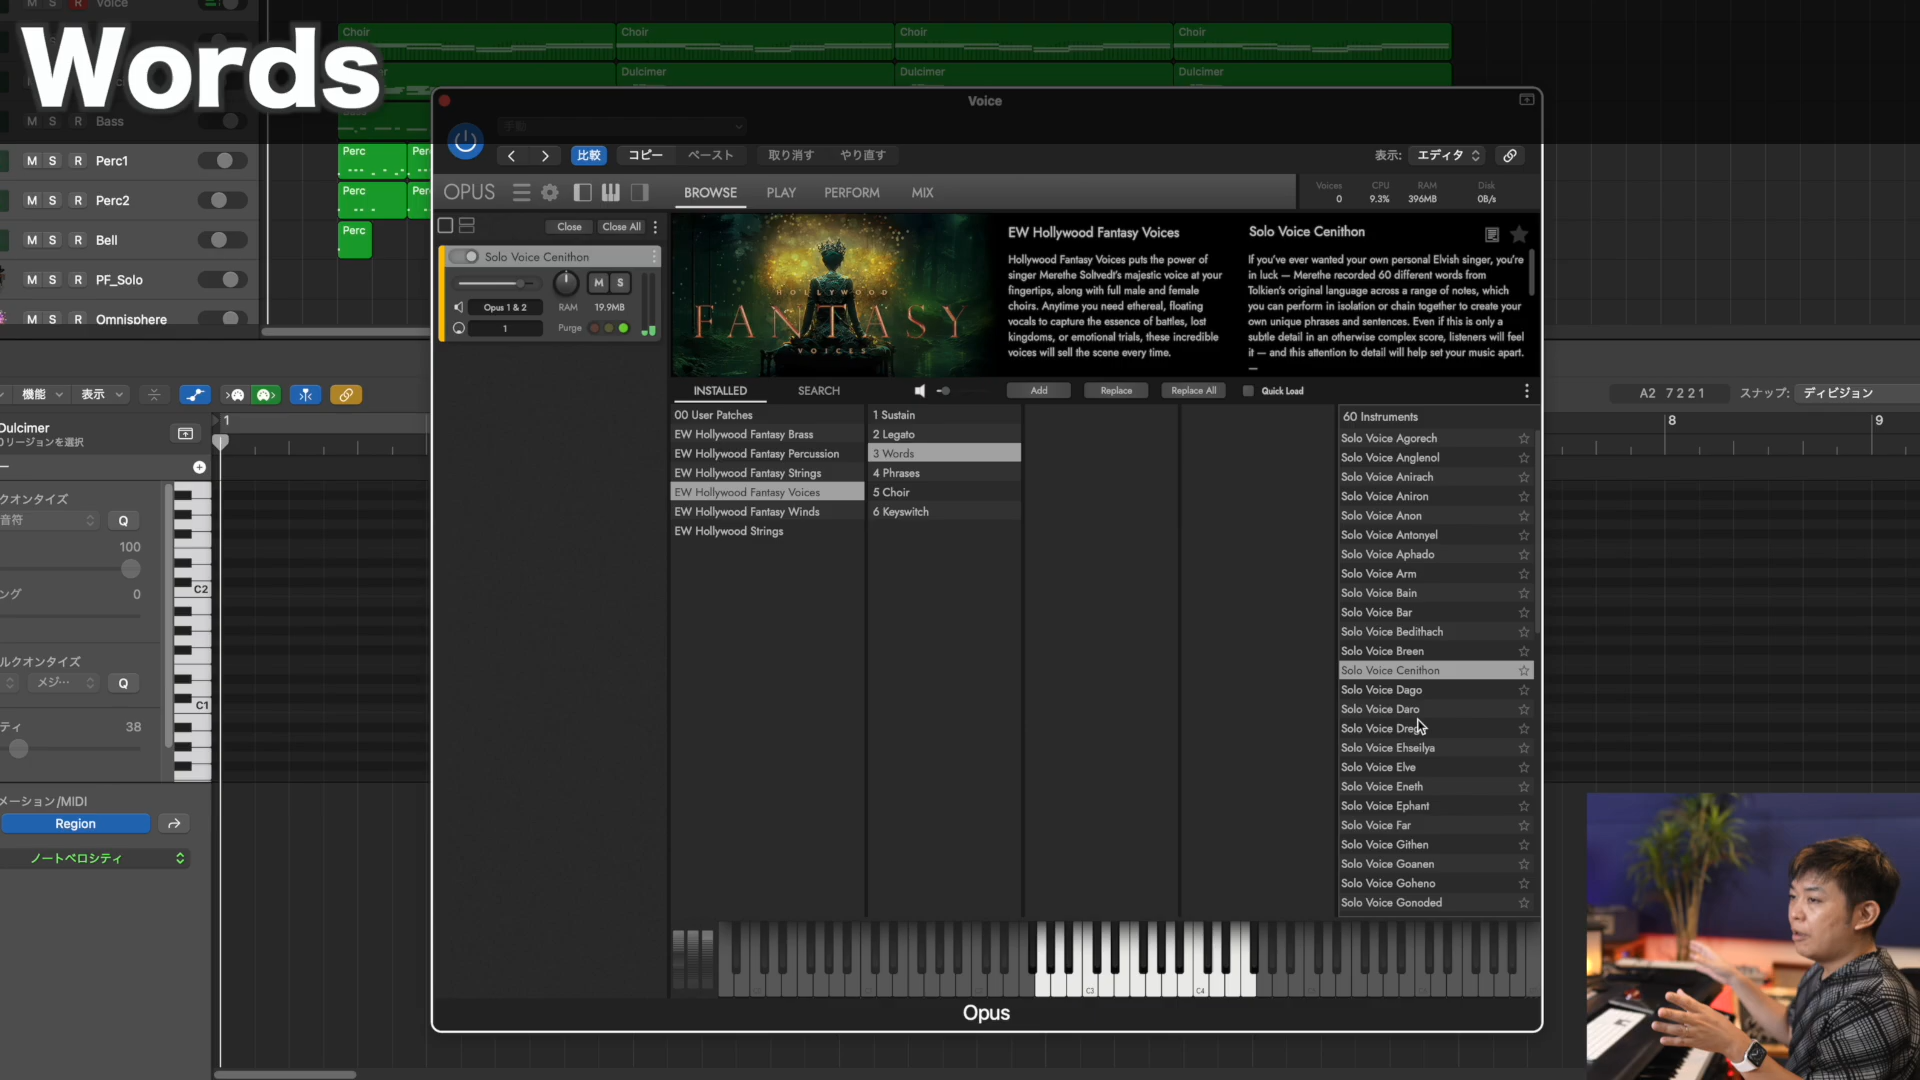 Words
M S R Voice
Choir
Choir
Choir
Choir
Dulcimer
Dulcimer
Dulcimer
M S R Bass
M S R Perc1
Perc
M S R Perc2
Perc
M S R Bell
Perc
M S R PF_Solo
M S R Omnisphere
Voice
手動
比較
コピー
ペースト
取り消す
やり直す
表示:
エディタ
OPUS
BROWSE
PLAY
PERFORM
MIX
Voices
0
CPU
9.3%
RAM
396MB
Disk
0B/s
Close
Close All
Solo Voice Cenithon
M S
Opus 1 & 2
RAM
19.9MB
1
Purge
HOLLYWOOD
FANTASY
VOICES
EW Hollywood Fantasy Voices
Hollywood Fantasy Voices puts the power of
singer Merethe Soltvedt's majestic voice at your
fingertips, along with full male and female
choirs. Anytime you need ethereal, floating
vocals to capture the essence of battles, lost
kingdoms, or emotional trials, these incredible
voices will sell the scene every time.
Solo Voice Cenithon
If you've ever wanted your own personal Elvish singer, you're
in luck — Merethe recorded 60 different words from
Tolkien's original language across a range of notes, which
you can perform in isolation or chain together to create your
own unique phrases and sentences. Even if this is only a
subtle detail in an otherwise complex score, listeners will feel
it — and this attention to detail will help set your music apart.
—
INSTALLED
SEARCH
Add
Replace
Replace All
Quick Load
00 User Patches
EW Hollywood Fantasy Brass
EW Hollywood Fantasy Percussion
EW Hollywood Fantasy Strings
EW Hollywood Fantasy Voices
EW Hollywood Fantasy Winds
EW Hollywood Strings
1 Sustain
2 Legato
3 Words
4 Phrases
5 Choir
6 Keyswitch
60 Instruments
Solo Voice Agorech
Solo Voice Anglenol
Solo Voice Anirach
Solo Voice Aniron
Solo Voice Anon
Solo Voice Antonyel
Solo Voice Aphado
Solo Voice Arm
Solo Voice Bain
Solo Voice Bar
Solo Voice Bedithach
Solo Voice Breen
Solo Voice Cenithon
Solo Voice Dago
Solo Voice Daro
Solo Voice
Solo Voice Ehseilya
Solo Voice Elve
Solo Voice Eneth
Solo Voice Ephant
Solo Voice Far
Solo Voice Githen
Solo Voice Goanen
Solo Voice Goheno
Solo Voice Gonoded
C3
C4
Opus
機能
表示
A2 7 2 2 1
スナップ:
ディビジョン
1
8
9
Dulcimer
リージョンを選択
クオンタイズ
音符
Q
100
ング
0
C2
ルクオンタイズ
メジ…
Q
C1
ティ
38
メーション/MIDI
Region
ノートベロシティ